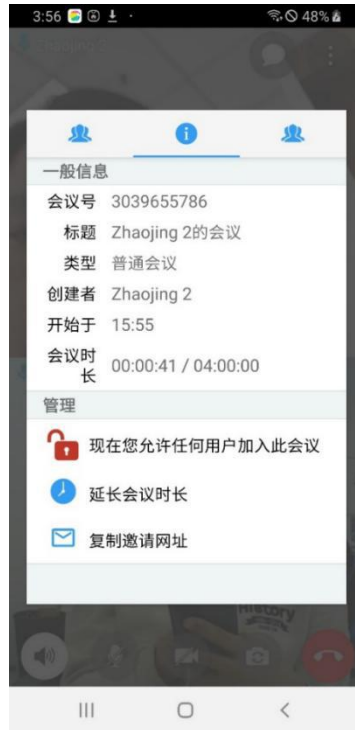 3:56 48%
一般信息
会议号 3039655786
标题 Zhaojing 2的会议
类型 普通会议
创建者 Zhaojing 2
开始于 15:55
会议时
长 00:00:41 / 04:00:00
管理
现在您允许任何用户加入此会议
延长会议时长
复制邀请网址
History